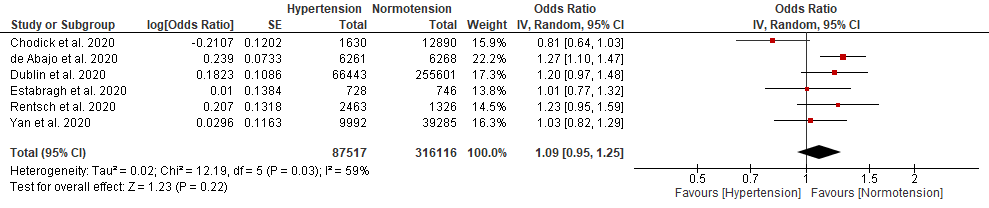 Hypertension Normotension Odds Ratio Odds Ratio
Study or Subgroup log[Odds Ratio] SE Total Total Weight IV, Random, 95% CI IV, Random, 95% CI
Chodick et al. 2020 -0.2107 0.1202 1630 12890 15.9% 0.81 [0.64, 1.03]
de Abajo et al. 2020 0.239 0.0733 6261 6268 22.2% 1.27 [1.10, 1.47]
Dublin et al. 2020 0.1823 0.1086 66443 255601 17.3% 1.20 [0.97, 1.48]
Estabragh et al. 2020 0.01 0.1384 728 746 13.8% 1.01 [0.77, 1.32]
Rentsch et al. 2020 0.207 0.1318 2463 1326 14.5% 1.23 [0.95, 1.59]
Yan et al. 2020 0.0296 0.1163 9992 39285 16.3% 1.03 [0.82, 1.29]
Total (95% CI) 87517 316116 100.0% 1.09 [0.95, 1.25]
Heterogeneity: Tau² = 0.02; Chi² = 12.19, df = 5 (P = 0.03); I² = 59%
Test for overall effect: Z = 1.23 (P = 0.22)
0.5 0.7 1 1.5 2
Favours [Hypertension] Favours [Normotension]